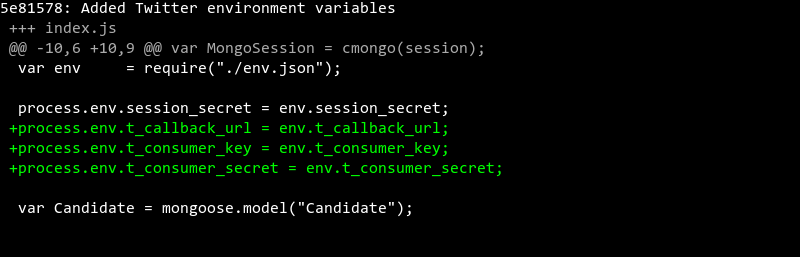 5e81578: Added Twitter environment variables
+++ index.js
@@ -10,6 +10,9 @@ var MongoSession = cmongo(session);
var env     = require("./env.json");
process.env.session_secret = env.session_secret;
+process.env.t_callback_url = env.t_callback_url;
+process.env.t_consumer_key = env.t_consumer_key;
+process.env.t_consumer_secret = env.t_consumer_secret;
var Candidate = mongoose.model("Candidate");